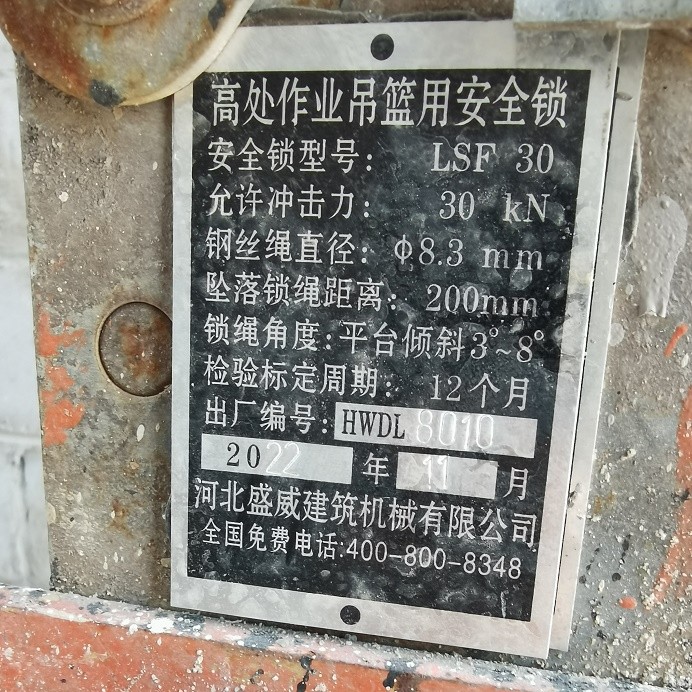 高处作业吊篮用安全锁
安全锁型号: LSF 30
允许冲击力: 30 kN
钢丝绳直径: φ8.3 mm
坠落锁绳距离: 200mm
锁绳角度:平台倾斜3°~8°
检验标定周期: 12个月
出厂编号: HWDL 8010
2022 年 11 月
河北盛威建筑机械有限公司
全国免费电话:400-800-8348